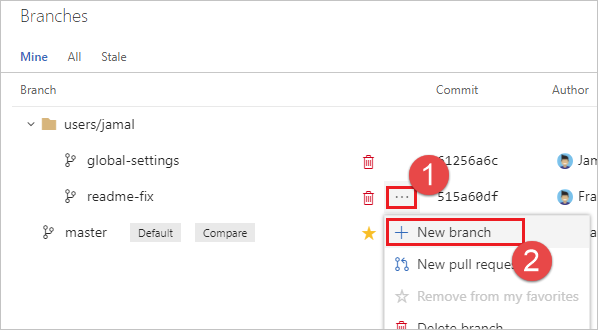 Branches
Mine All Stale
Branch Commit Author
users/jamal
global-settings 61256a6c Jam
readme-fix ... 515a60df Fra
master Default Compare
New branch
New pull reque
Remove from my favorites
Delete branch
1
2